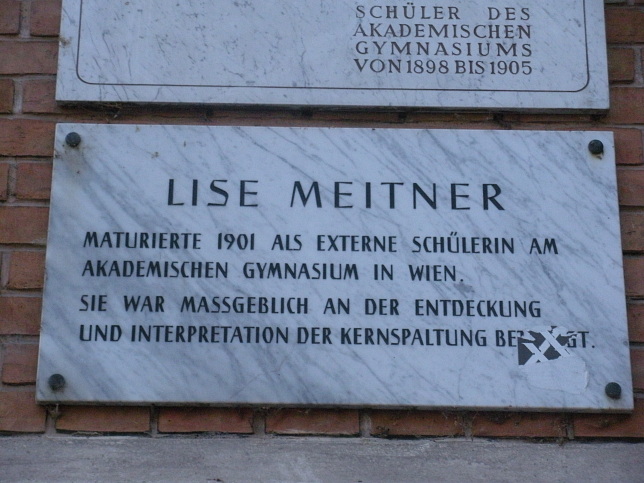 SCHÜLER DES
AKADEMISCHEN
GYMNASIUMS
VON 1898 BIS 1905
LISE MEITNER
MATURIERTE 1901 ALS EXTERNE SCHÜLERIN AM
AKADEMISCHEN GYMNASIUM IN WIEN.
SIE WAR MASSGEBLICH AN DER ENTDECKUNG
UND INTERPRETATION DER KERNSPALTUNG